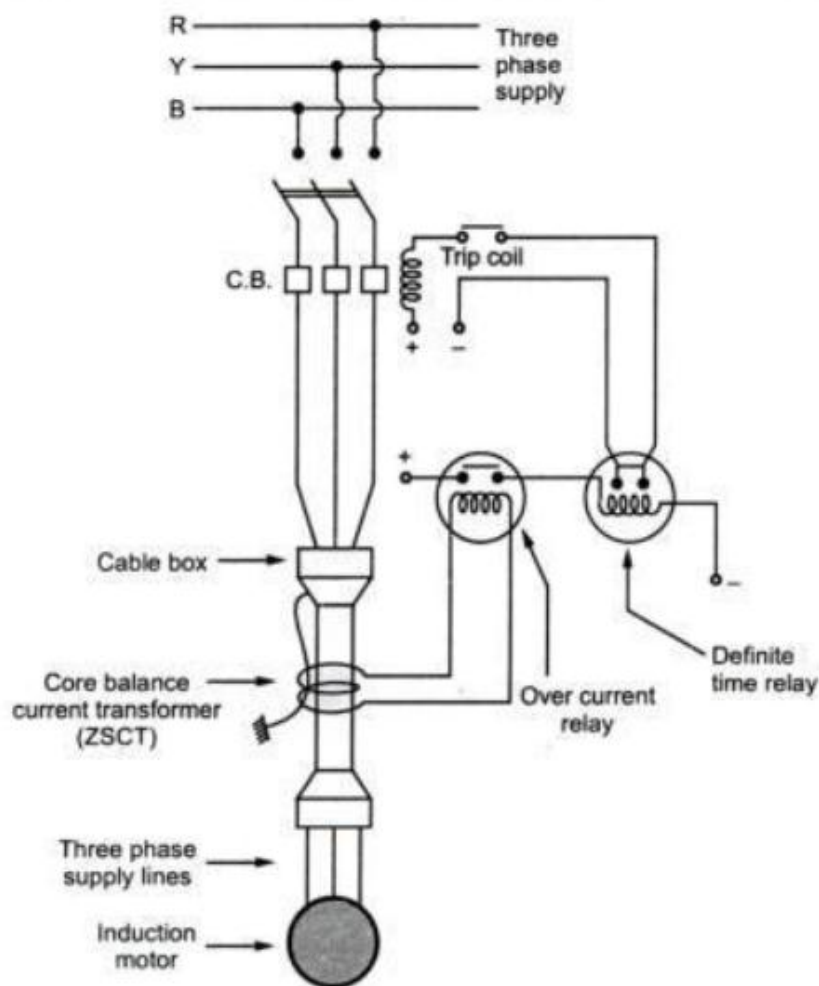 R
Y
B
Three
phase
supply
C.B.
Trip coil
+
–
+
–
Cable box
Core balance
current transformer
(ZSCT)
Over current
relay
Definite
time relay
Three phase
supply lines
Induction
motor